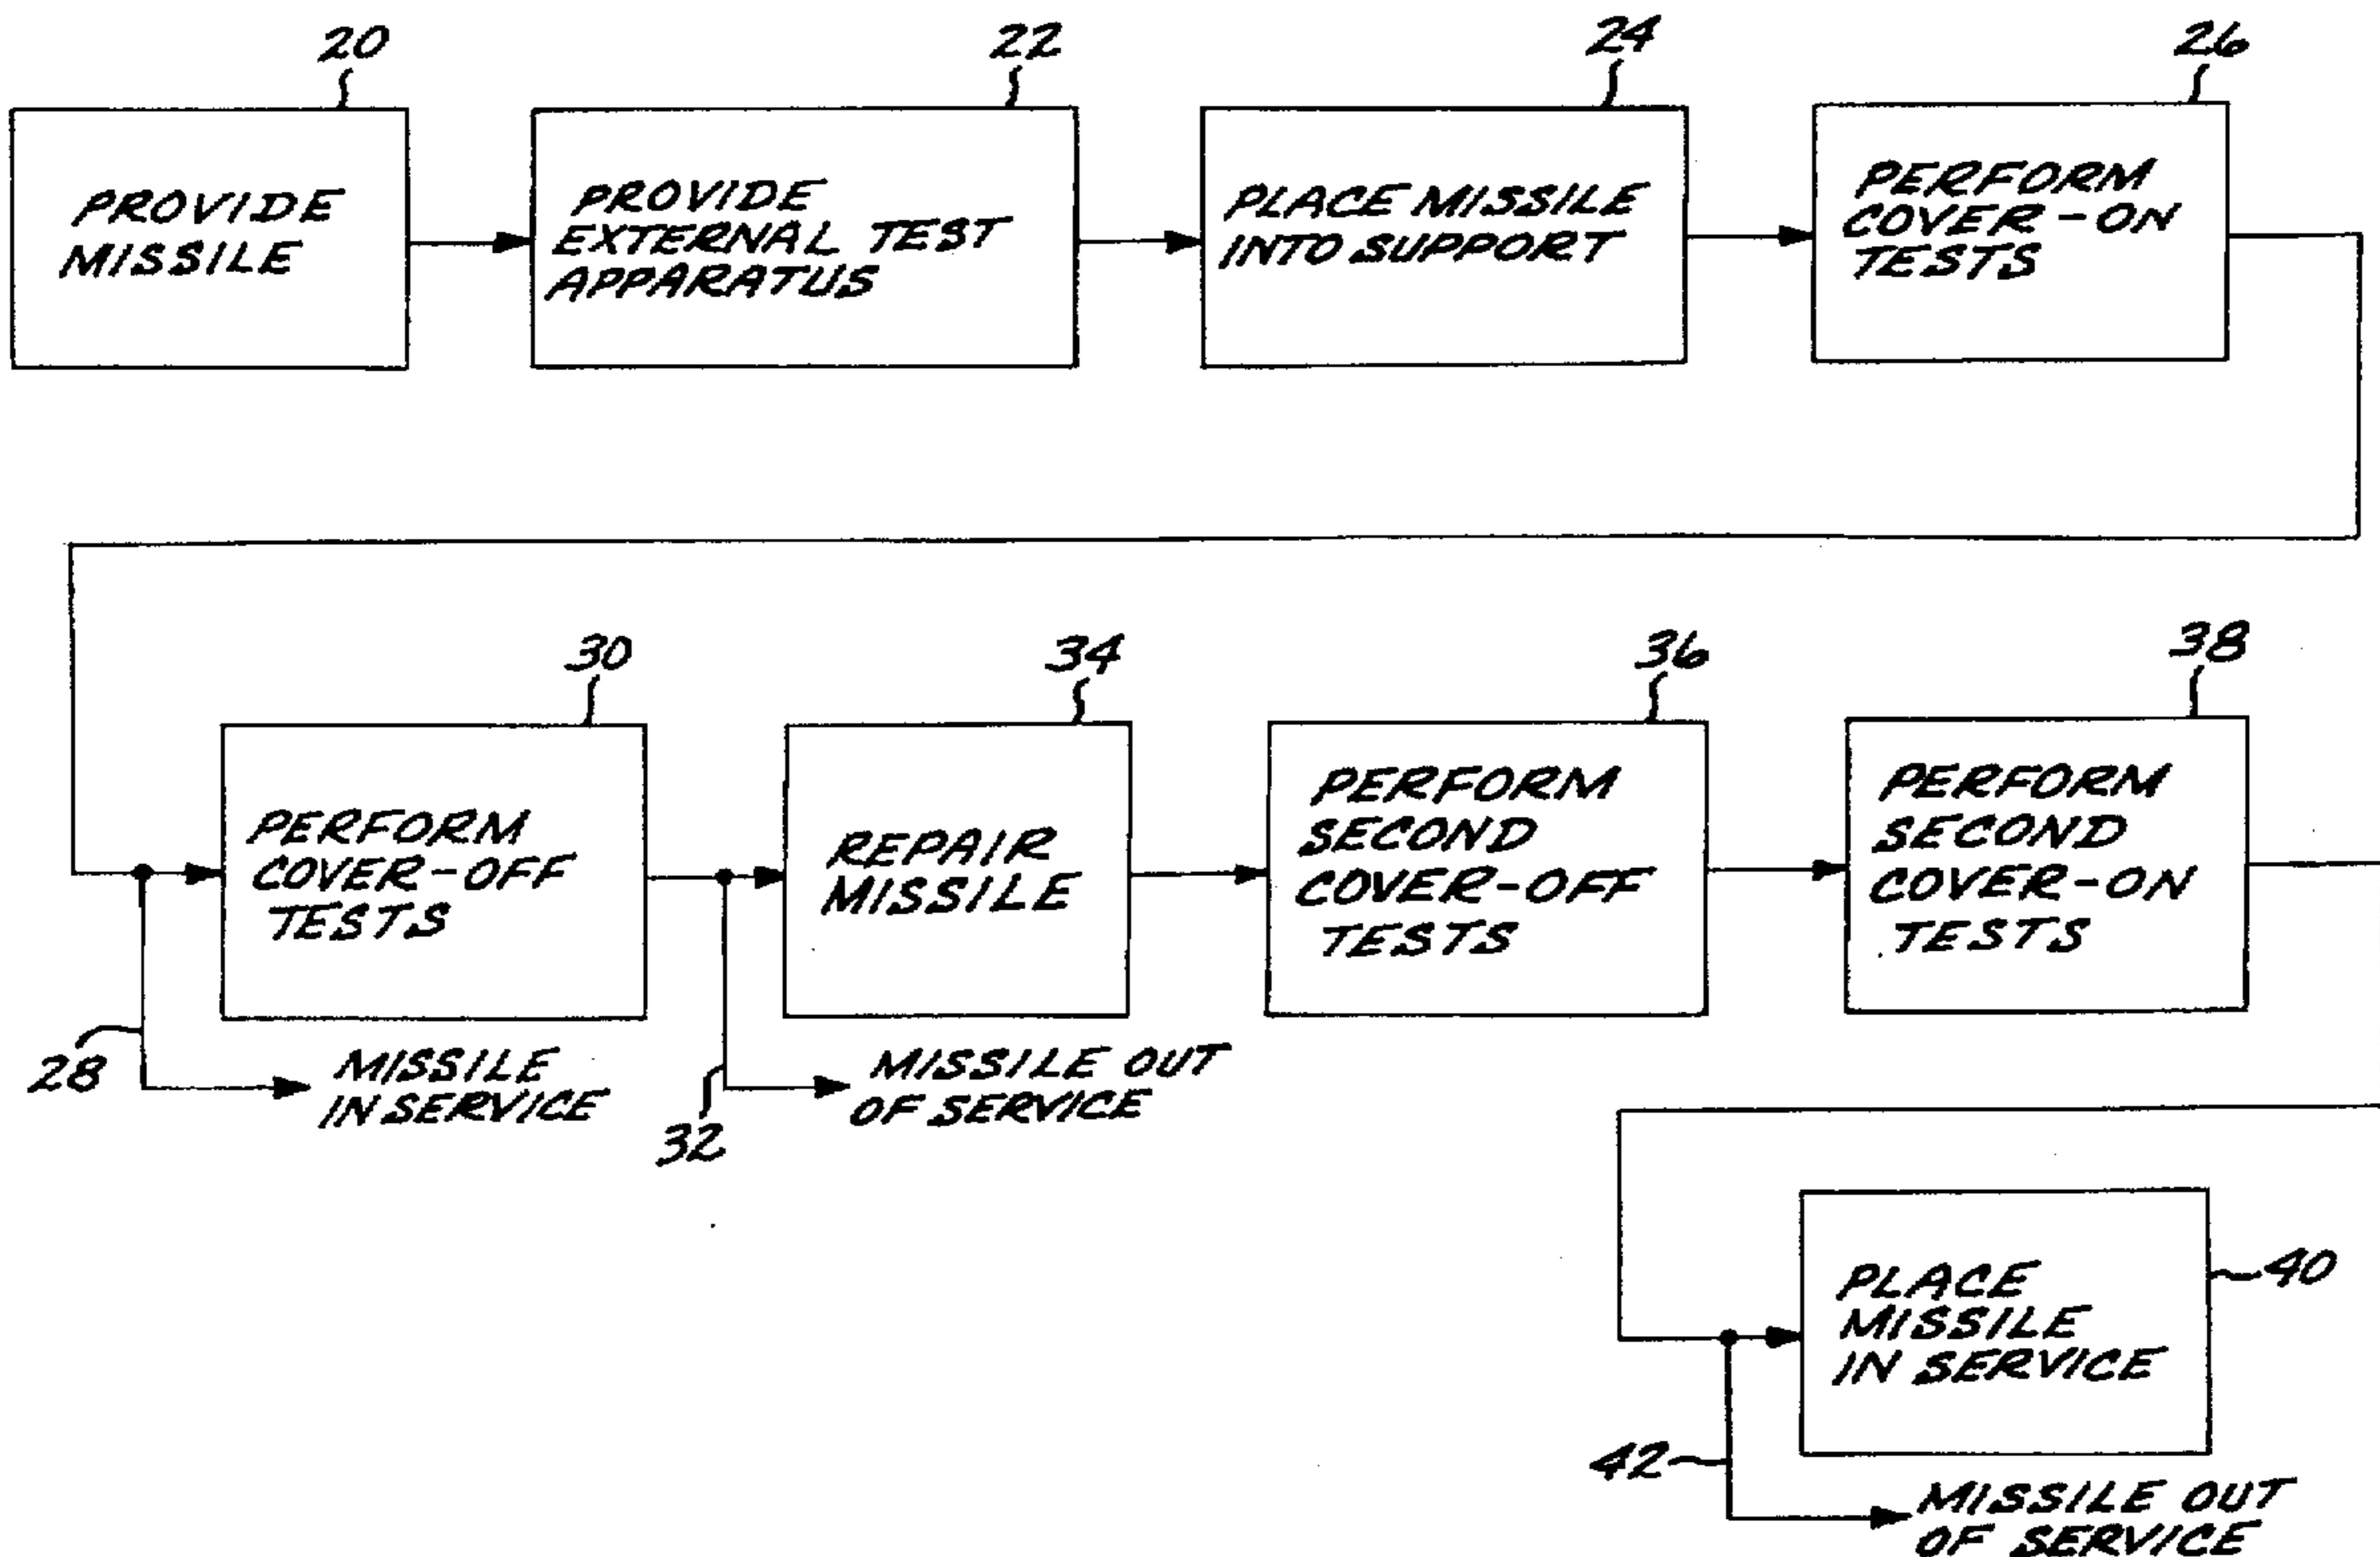 20
22
24
26
PROVIDE
MISSILE
PROVIDE
EXTERNAL TEST
APPARATUS
PLACE MISSILE
INTO SUPPORT
PERFORM
COVER-ON
TESTS
30
34
36
38
PERFORM
COVER-OFF
TESTS
REPAIR
MISSILE
PERFORM
SECOND
COVER-OFF
TESTS
PERFORM
SECOND
COVER-ON
TESTS
28
MISSILE
IN SERVICE
32
MISSILE OUT
OF SERVICE
PLACE
MISSILE
IN SERVICE
40
42
MISSILE OUT
OF SERVICE